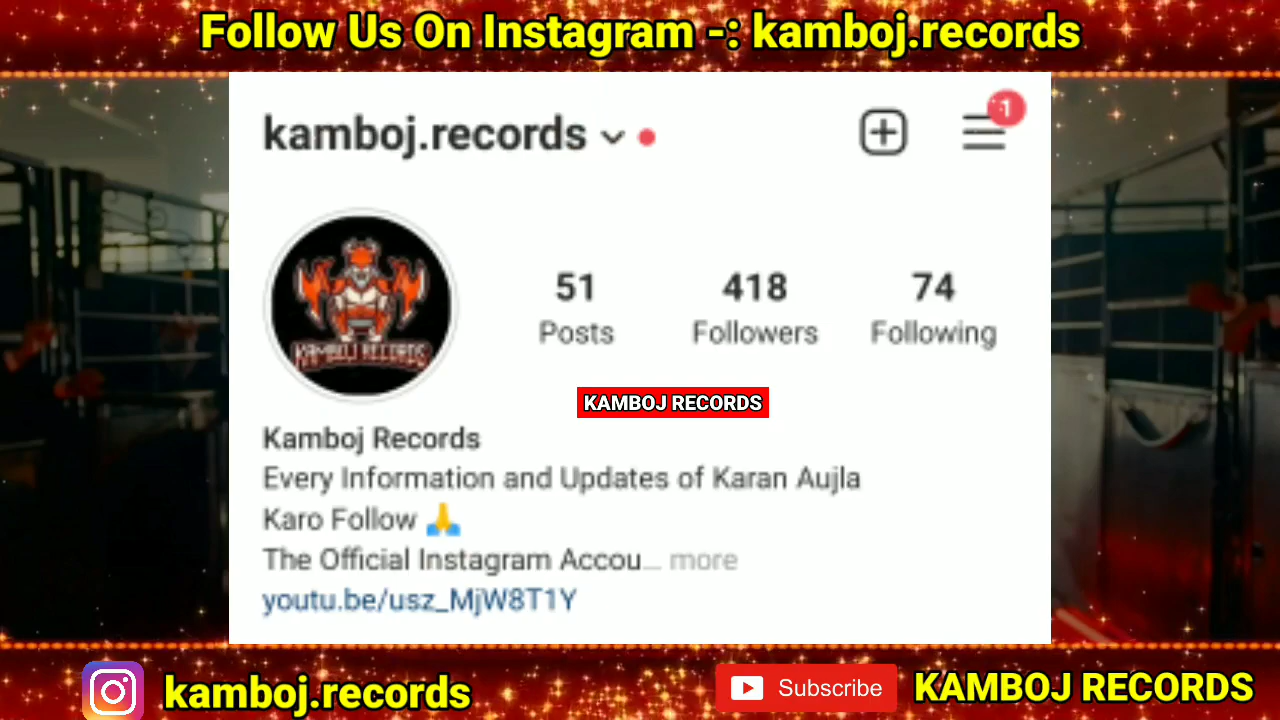 Follow Us On Instagram -: kamboj.records
kamboj.records
1
51 418 74
Posts Followers Following
KAMBOJ RECORDS
KAMBOJ RECORDS
Kamboj Records
Every Information and Updates of Karan Aujla
Karo Follow 🙏
The Official Instagram Accou... more
youtu.be/usz_MjW8T1Y
kamboj.records
Subscribe
KAMBOJ RECORDS